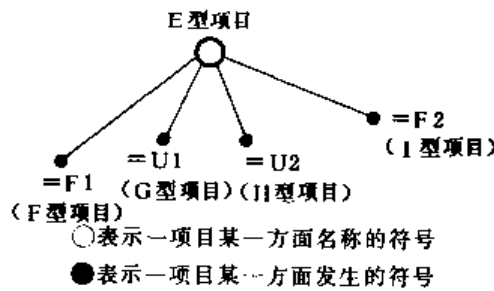 E型项目
=F2
(I型项目)
=U1
=U2
=F1
(G型项目)
(H型项目)
(F型项目)
○表示一项目某一方面名称的符号
●表示一项目某一方面发生的符号